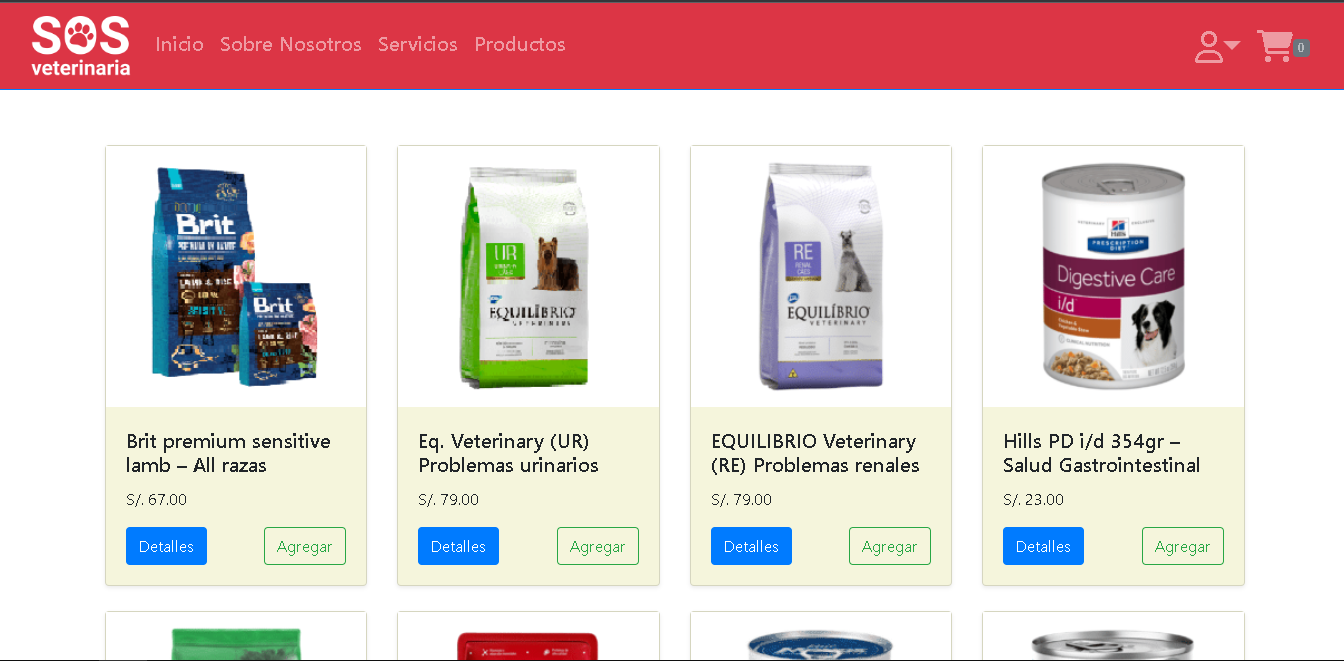 SOS
veterinaria
Inicio Sobre Nosotros Servicios Productos
0
Brit
Brit
UR
EQUILÍBRIO
VETERINARY
RE
RENAL
EQUILÍBRIO
VETERINARY
Hill's
PRESCRIPTION
DIET
Digestive Care
i/d
CLINICAL NUTRITION
Brit premium sensitive
lamb – All razas
S/. 67.00
Detalles Agregar
Eq. Veterinary (UR)
Problemas urinarios
S/. 79.00
Detalles Agregar
EQUILIBRIO Veterinary
(RE) Problemas renales
S/. 79.00
Detalles Agregar
Hills PD i/d 354gr –
Salud Gastrointestinal
S/. 23.00
Detalles Agregar